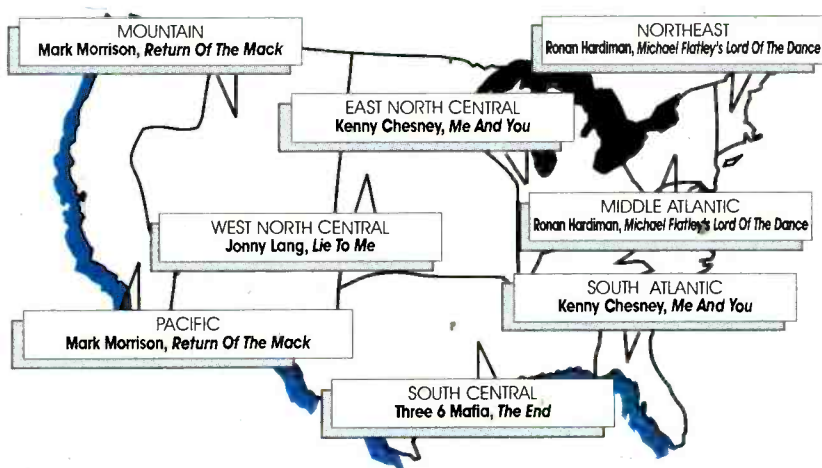 MOUNTAIN
Mark Morrison, Return Of The Mack
NORTHEAST
Ronan Hardiman, Michael Flatley's Lord Of The Dance
EAST NORTH CENTRAL
Kenny Chesney, Me And You
WEST NORTH CENTRAL
Jonny Lang, Lie To Me
MIDDLE ATLANTIC
Ronan Hardiman, Michael Flatley's Lord Of The Dance
SOUTH ATLANTIC
Kenny Chesney, Me And You
PACIFIC
Mark Morrison, Return Of The Mack
SOUTH CENTRAL
Three 6 Mafia, The End